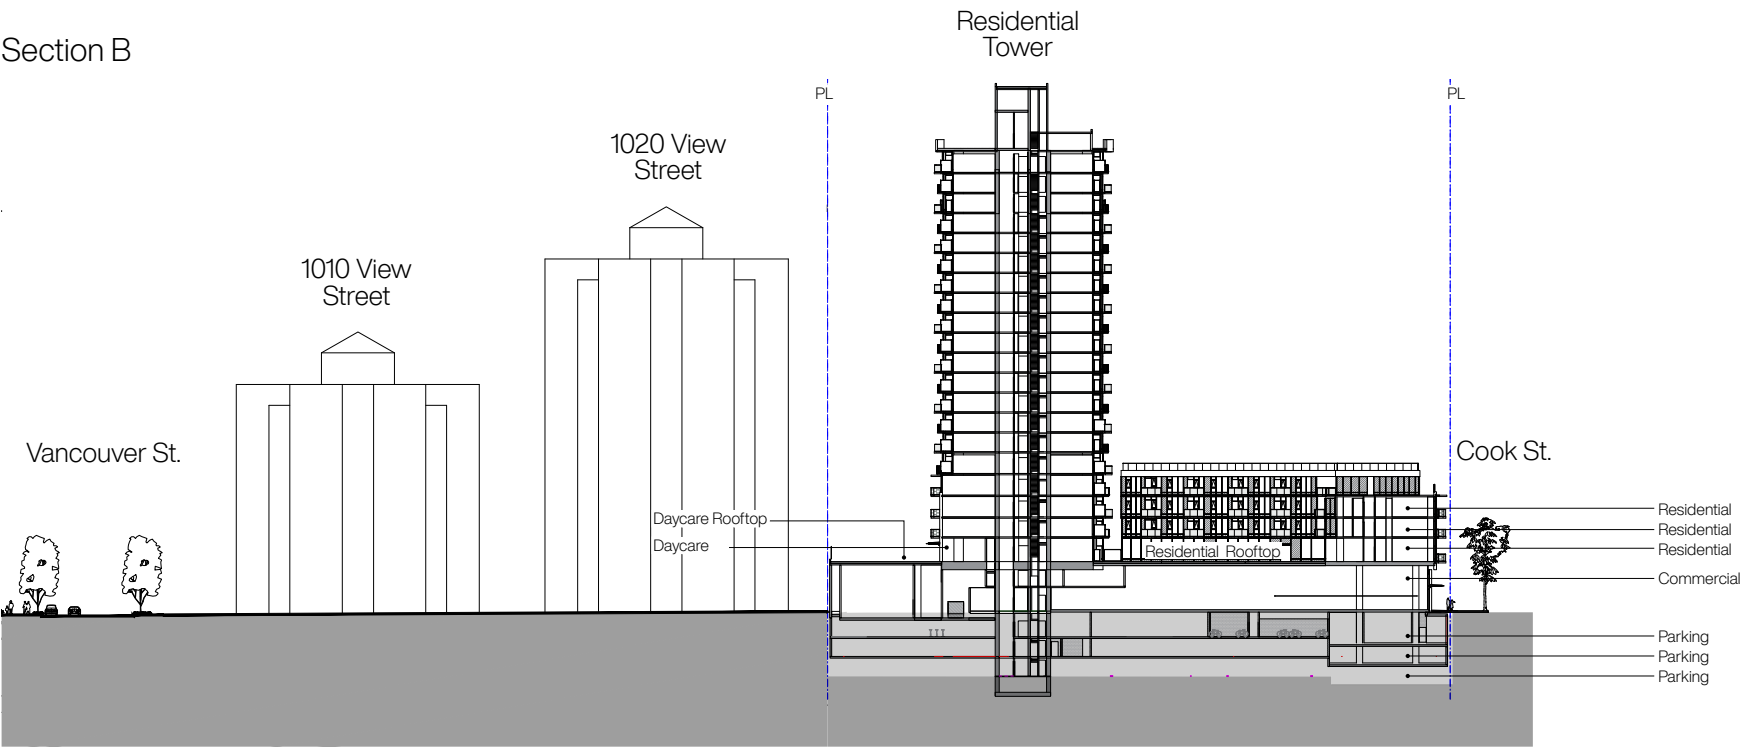 Section B
Residential
Tower
PL
PL
1020 View
Street
1010 View
Street
Vancouver St.
Cook St.
Daycare Rooftop
Daycare
Residential Rooftop
Residential
Residential
Residential
Commercial
Parking
Parking
Parking